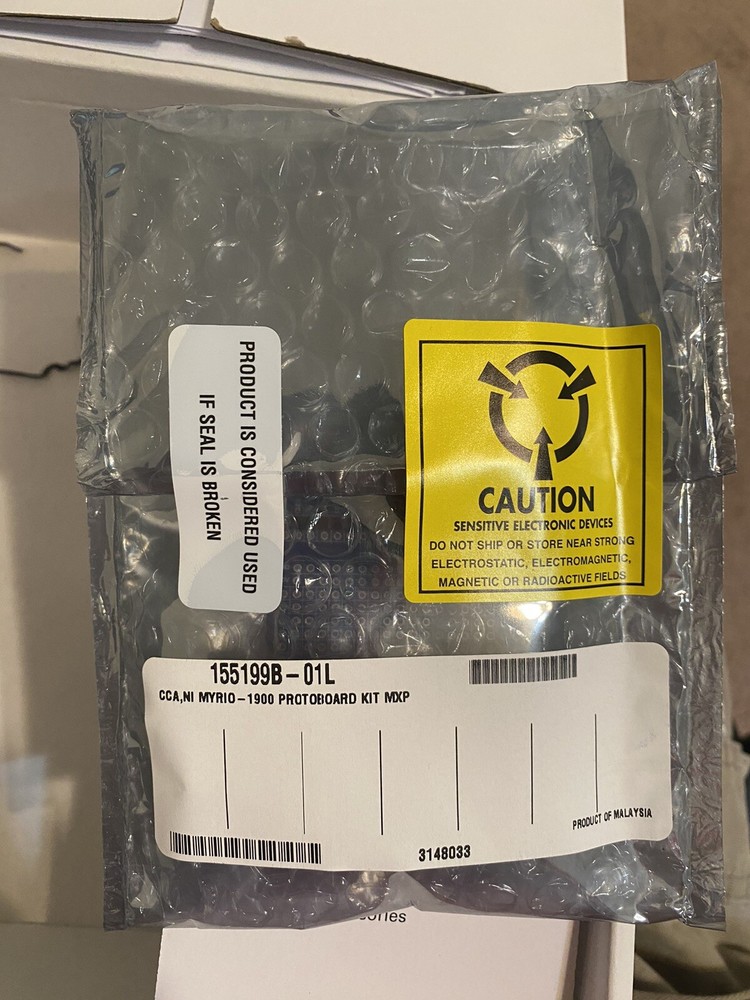 PRODUCT IS CONSIDERED USED
IF SEAL IS BROKEN
CAUTION
SENSITIVE ELECTRONIC DEVICES
DO NOT SHIP OR STORE NEAR STRONG
ELECTROSTATIC, ELECTROMAGNETIC,
MAGNETIC OR RADIOACTIVE FIELDS
155199B-01L
CCA,NI MYRIO-1900 PROTOBOARD KIT MXP
PRODUCT OF MALAYSIA
3148033